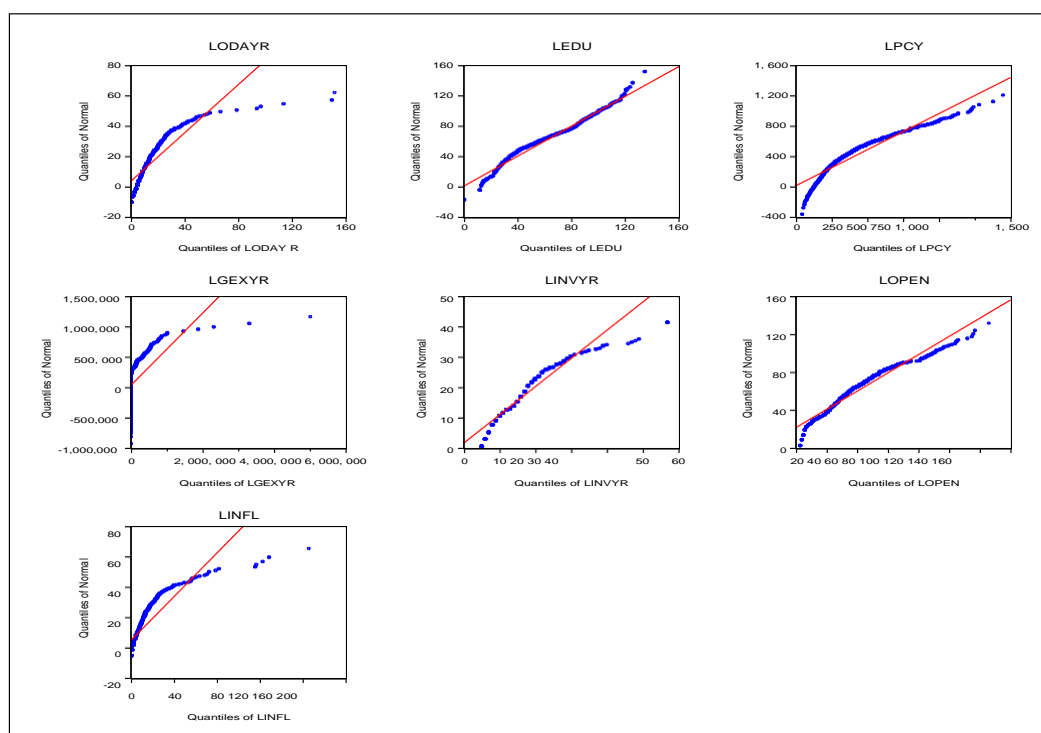 LODAYR
80
60
40
20
0
-20
Quantiles of Normal
0 40 80 120 160
Quantiles of LODAY R
LEDU
160
120
80
40
0
-40
Quantiles of Normal
0 40 80 120 160
Quantiles of LEDU
LPCY
1, 600
1,200
800
400
0
-400
Quantiles of Normal
0 250 500 750 1, 000 1, 500
Quantiles of LPCY
LGEXYR
1,500,000
1,000,000
500, 000
0
-500,000
-1,000,000
Quantiles of Normal
0 2, 000, 000 4, 000, 000 6, 000, 000
Quantiles of LGEXYR
LINVYR
50
40
30
20
10
0
Quantiles of Normal
0 10 20 30 40 50 60
Quantiles of LINVYR
LOPEN
160
120
80
40
0
Quantiles of Normal
20 40 60 80 100 120 140 160
Quantiles of LOPEN
LINFL
80
60
40
20
0
-20
Quantiles of Normal
0 40 80 120 160 200
Quantiles of LINFL